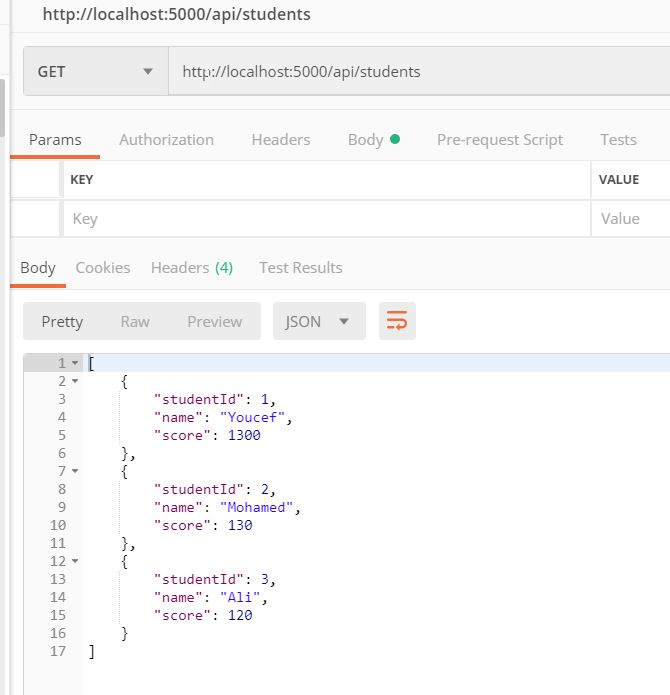 http://localhost:5000/api/students
GET http://localhost:5000/api/students
Params Authorization Headers Body Pre-request Script Tests
KEY VALUE
Key Value
Body Cookies Headers (4) Test Results
Pretty Raw Preview JSON
1 [
2 {
3 "studentId": 1,
4 "name": "Youcef",
5 "score": 1300
6 },
7 {
8 "studentId": 2,
9 "name": "Mohamed",
10 "score": 130
11 },
12 {
13 "studentId": 3,
14 "name": "Ali",
15 "score": 120
16 }
17 ]